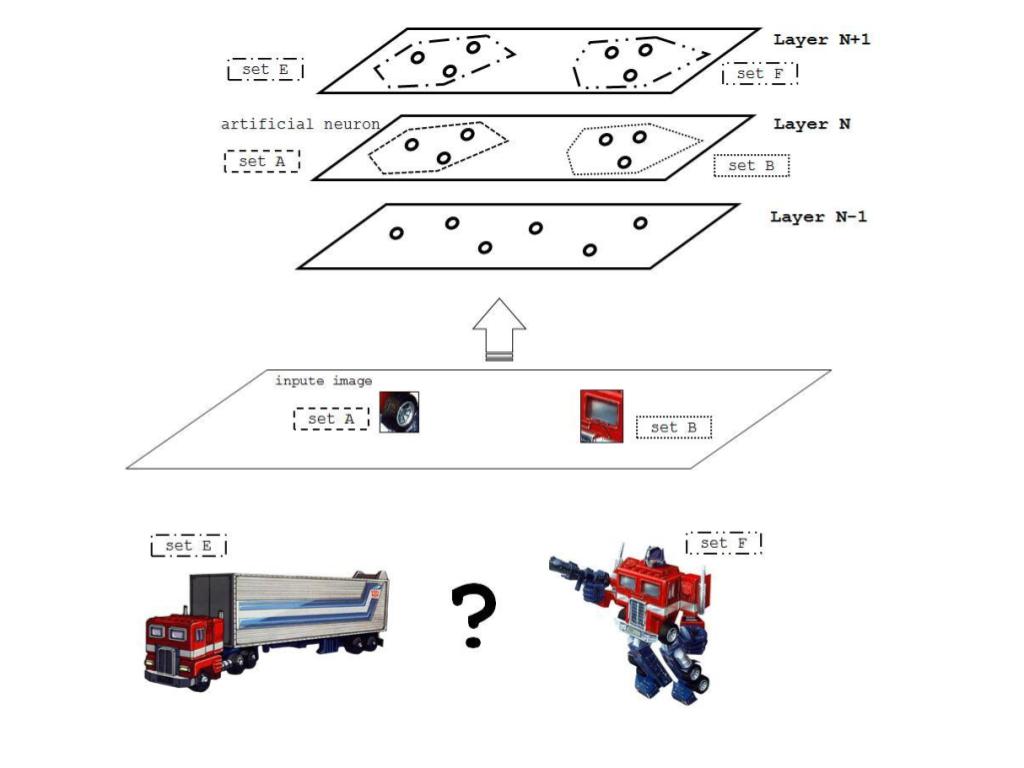 Layer N+1
set E
set F
artificial neuron
Layer N
set A
set B
Layer N-1
inpute image
set A
set B
set E
set F
?